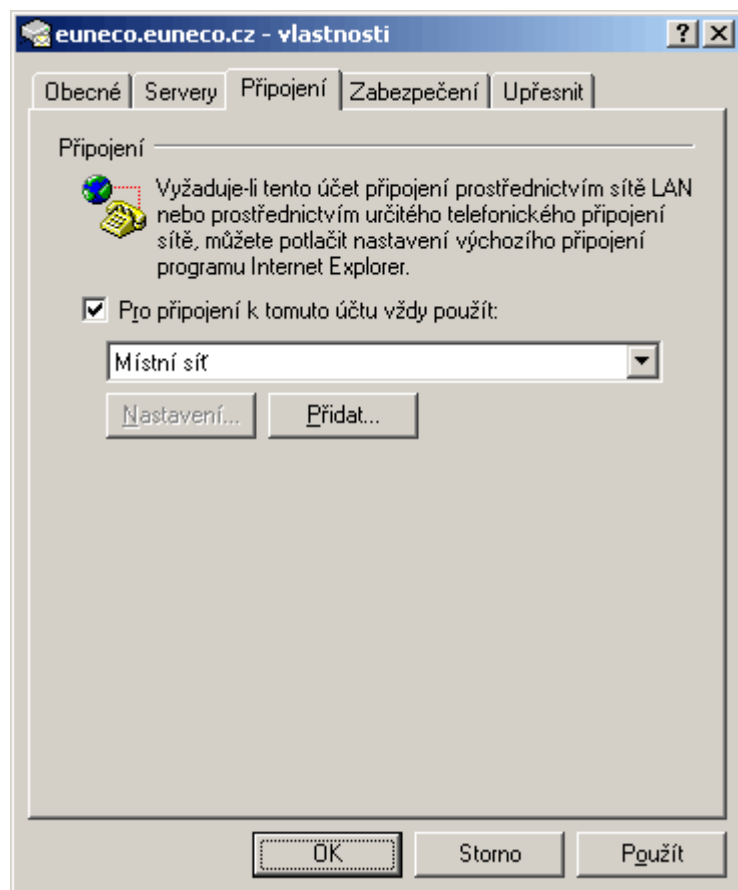 euneco.euneco.cz - vlastnosti
Obecné Servery Připojení Zabezpečení Upřesnit
Připojení
Vyžaduje-li tento účet připojení prostřednictvím sítě LAN
nebo prostřednictvím určitého telefonického připojení
sítě, můžete potlačit nastavení výchozího připojení
programu Internet Explorer.
Pro připojení k tomuto účtu vždy použít:
Místní síť
Nastavení... Přidat...
OK Storno Použít